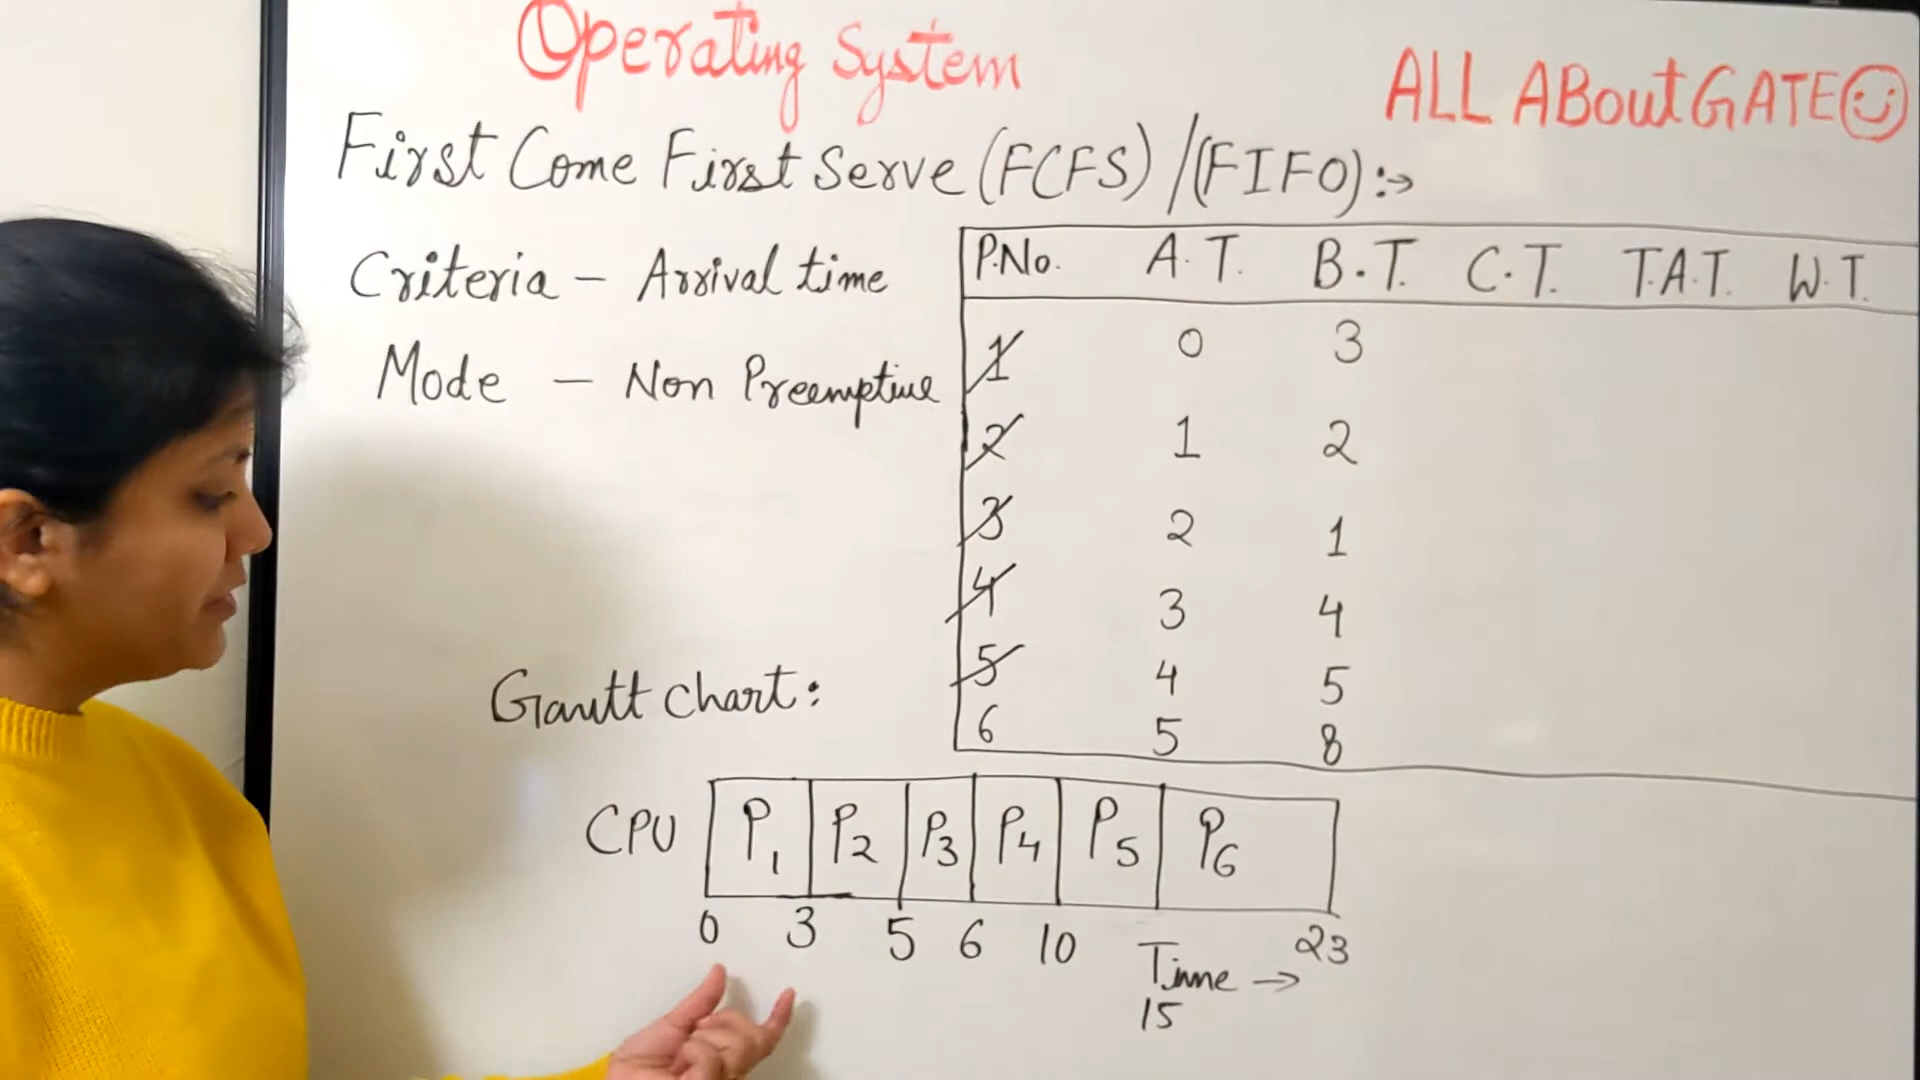 Operating System
ALL ABout GATE
First Come First Serve (FCFS) / (FIFO) :→
Criteria – Arrival time
Mode – Non Preemptive
P.No. A.T. B.T. C.T. T.A.T. W.T.
1 0 3
2 1 2
3 2 1
4 3 4
5 4 5
6 5 8
Gantt Chart:
CPU P1 P2 P3 P4 P5 P6
0 3 5 6 10 23
Time →
15